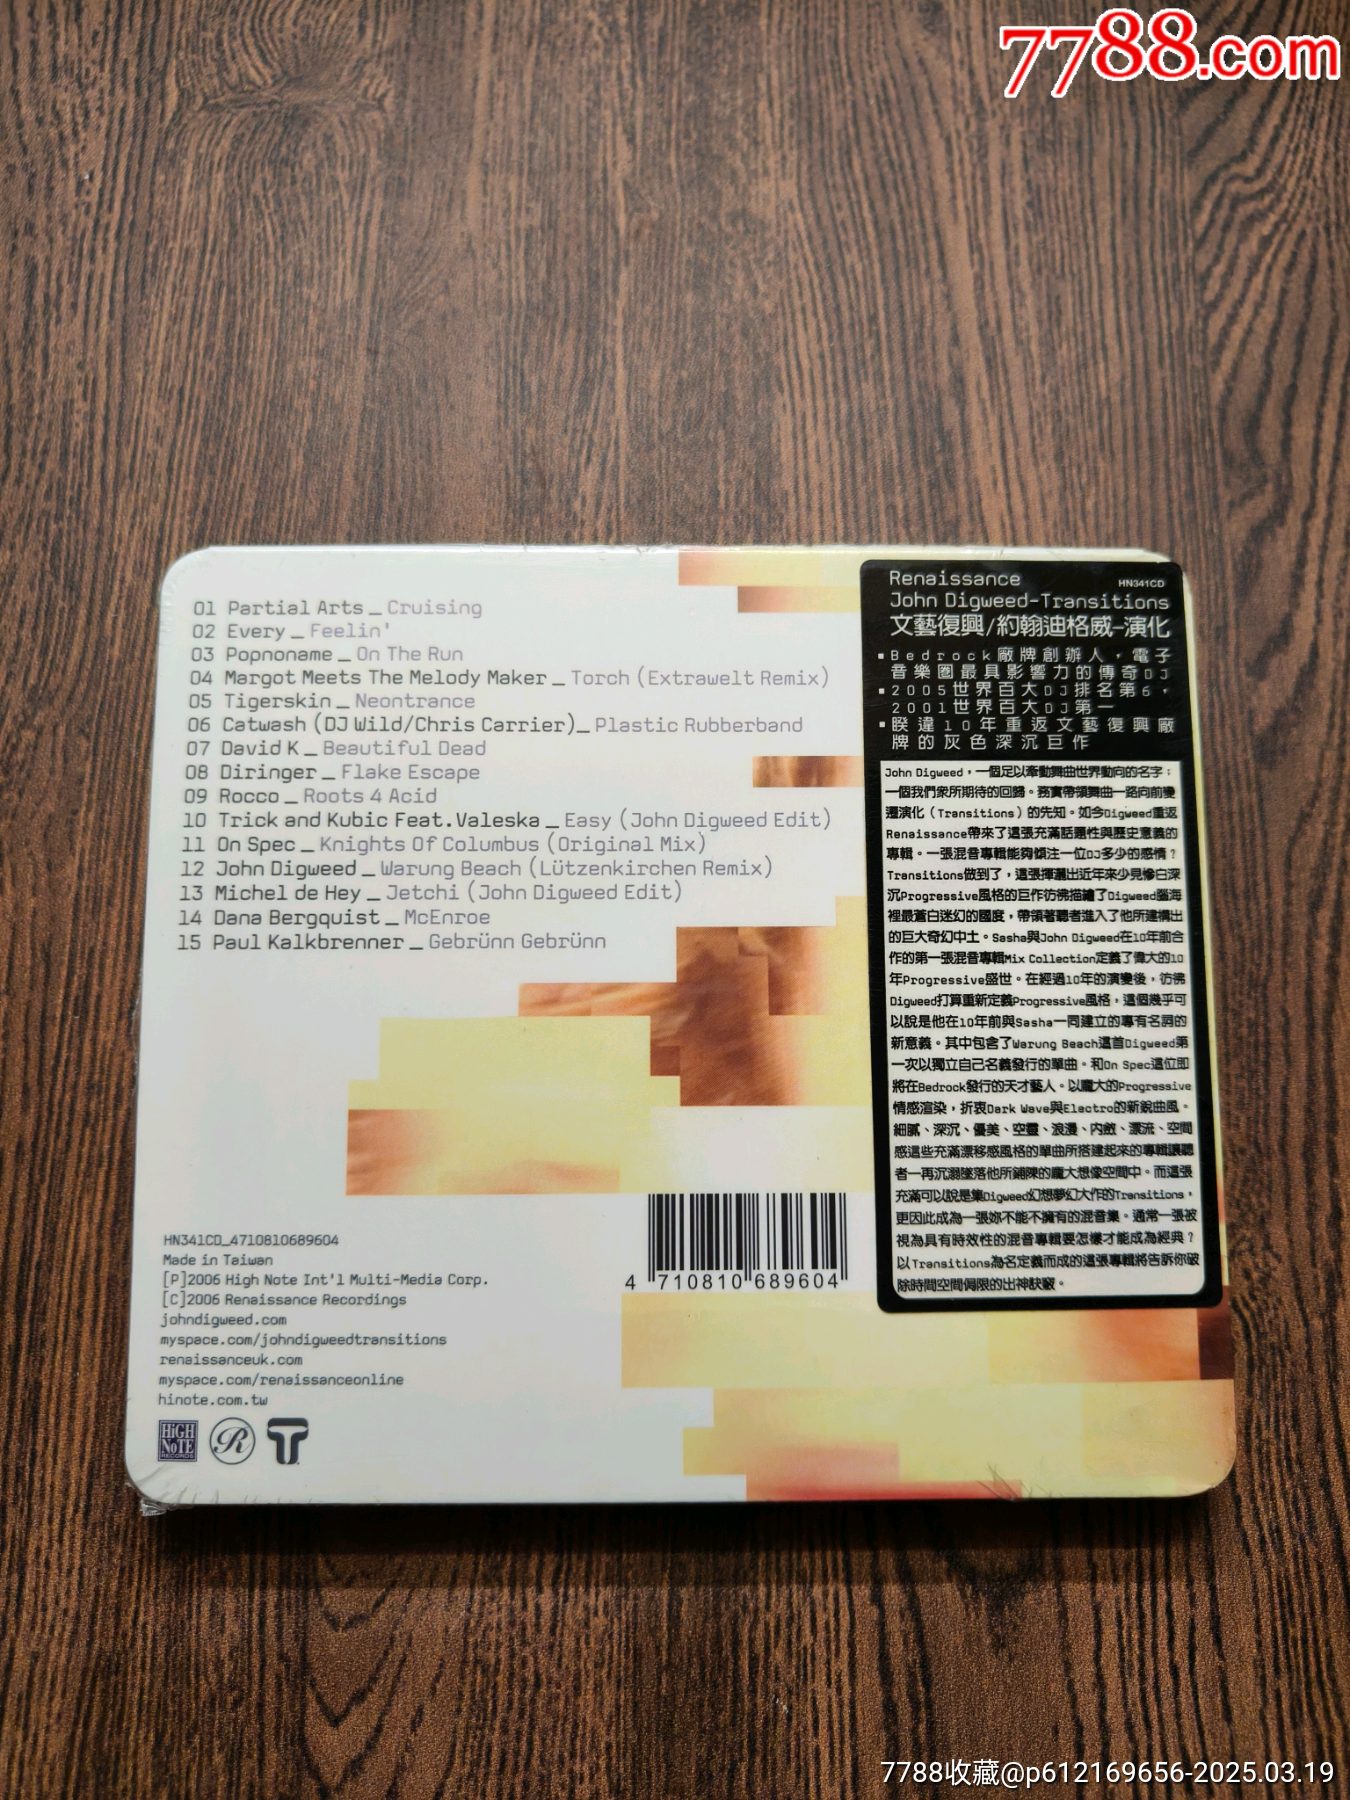 7788.com
01 Partial Arts _ Cruising
02 Every _ Feelin'
03 Popnoname _ On The Run
04 Margot Meets The Melody Maker _ Torch (Extrawelt Remix)
05 Tigerskin _ Neontrance
06 Catwash (DJ Wild/Chris Carrier)_ Plastic Rubberband
07 David K _ Beautiful Dead
08 Diringer _ Flake Escape
09 Rocco _ Roots 4 Acid
10 Trick and Kubic Feat.Valeska _ Easy (John Digweed Edit)
11 On Spec _ Knights Of Columbus (Original Mix)
12 John Digweed _ Warung Beach (Lützenkirchen Remix)
13 Michel de Hey _ Jetchi (John Digweed Edit)
14 Dana Bergquist _ McEnroe
15 Paul Kalkbrenner _ Gebrünn Gebrünn
Renaissance HN341CD
John Digweed-Transitions
文藝復興/約翰迪格威-演化
▪Bedrock廠牌創辦人，電子
音樂圈最具影響力的傳奇DJ
▪2005世界百大DJ排名第6，
2001世界百大DJ第一
▪睽違10年重返文藝復興廠
牌的灰色深沉巨作
John Digweed，一個足以牽動舞曲世界動向的名字；
一個我們眾所期待的回歸。務實帶領舞曲一路向前變
遷演化（Transitions）的先知。如今Digweed重返
Renaissance帶來了這張充滿話題性與歷史意義的
專輯。一張混音專輯能夠傾注一位DJ多少的感情？
Transitions做到了，這張揮灑出近年來少見慘白深
沉Progressive風格的巨作彷彿描繪了Digweed腦海
裡最蒼白迷幻的國度，帶領著聽者進入了他所建構出
的巨大奇幻中土。Sasha與John Digweed在10年前合
作的第一張混音專輯Mix Collection定義了偉大的10
年Progressive盛世。在經過10年的演變後，彷彿
Digweed打算重新定義Progressive風格，這個幾乎可
以說是他在10年前與Sasha一同建立的專有名詞的
新意義。其中包含了Warung Beach這首Digweed第
一次以獨立自己名義發行的單曲。和On Spec這位即
將在Bedrock發行的天才藝人。以龐大的Progressive
情感渲染，折衷Dark Wave與Electro的新銳曲風。
細膩、深沉、優美、空靈、浪漫、內斂、漂流、空間
感這些充滿漂移感風格的單曲所搭建起來的專輯讓聽
者一再沉溺墜落他所鋪陳的龐大想像空間中。而這張
充滿可以說是集Digweed幻想夢幻大作的Transitions，
更因此成為一張妳不能不擁有的混音集。通常一張被
視為具有時效性的混音專輯要怎樣才能成為經典？
以Transitions為名定義而成的這張專輯將告訴你破
除時間空間侷限的出神訣竅。
4 710810 689604
HN341CD_4710810689604
Made in Taiwan
[P]2006 High Note Int'l Multi-Media Corp.
[C]2006 Renaissance Recordings
johndigweed.com
myspace.com/johndigweedtransitions
renaissanceuk.com
myspace.com/renaissanceonline
hinote.com.tw
HiGH NoTE RECORDS R T
7788收藏@p612169656-2025.03.19